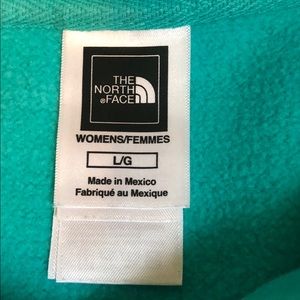 THE
NORTH
®FACE
WOMENS/FEMMES
L/G
Made in Mexico
Fabriqué au Mexique